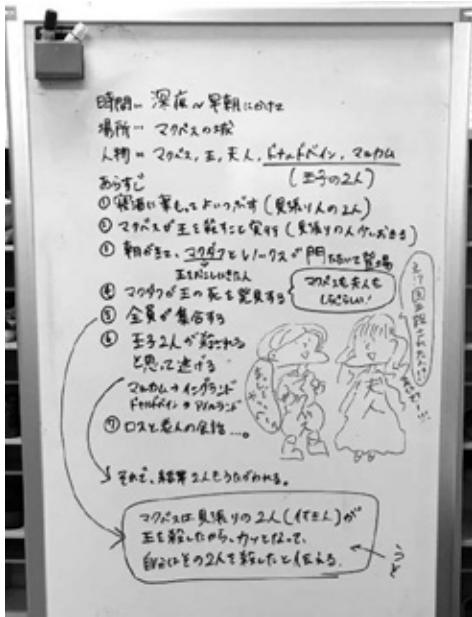 時間… 深夜〜早朝にかけて
場所… マクベスの城
人物= マクベス, 王, 夫人, ドナルドベイン, マルカム
(王子の2人)
あらすじ
①寝酒に薬もってよいつぶす(見張り人の2人)
②マクベスが王を殺すこと実行(見張りの人
③朝がきて、マクダフとレノックスが門たたいて登場
王をおこしにきた人
④マクダフが王の死を発見する
マクベスも夫人も
しらじらしい!
⑤全員が集合する
⑥王子2人が殺される
と思って逃げる
マルカム→イングランド
ドナルドベイン→アイルランド
⑦ロスと老人の会話…。
それで、結果2人もうたがわれる。
夫人
マクベスは見張りの2人(付き人)が
王を殺したから、カッとなって、
自分はその2人を殺したと伝える。
うそ